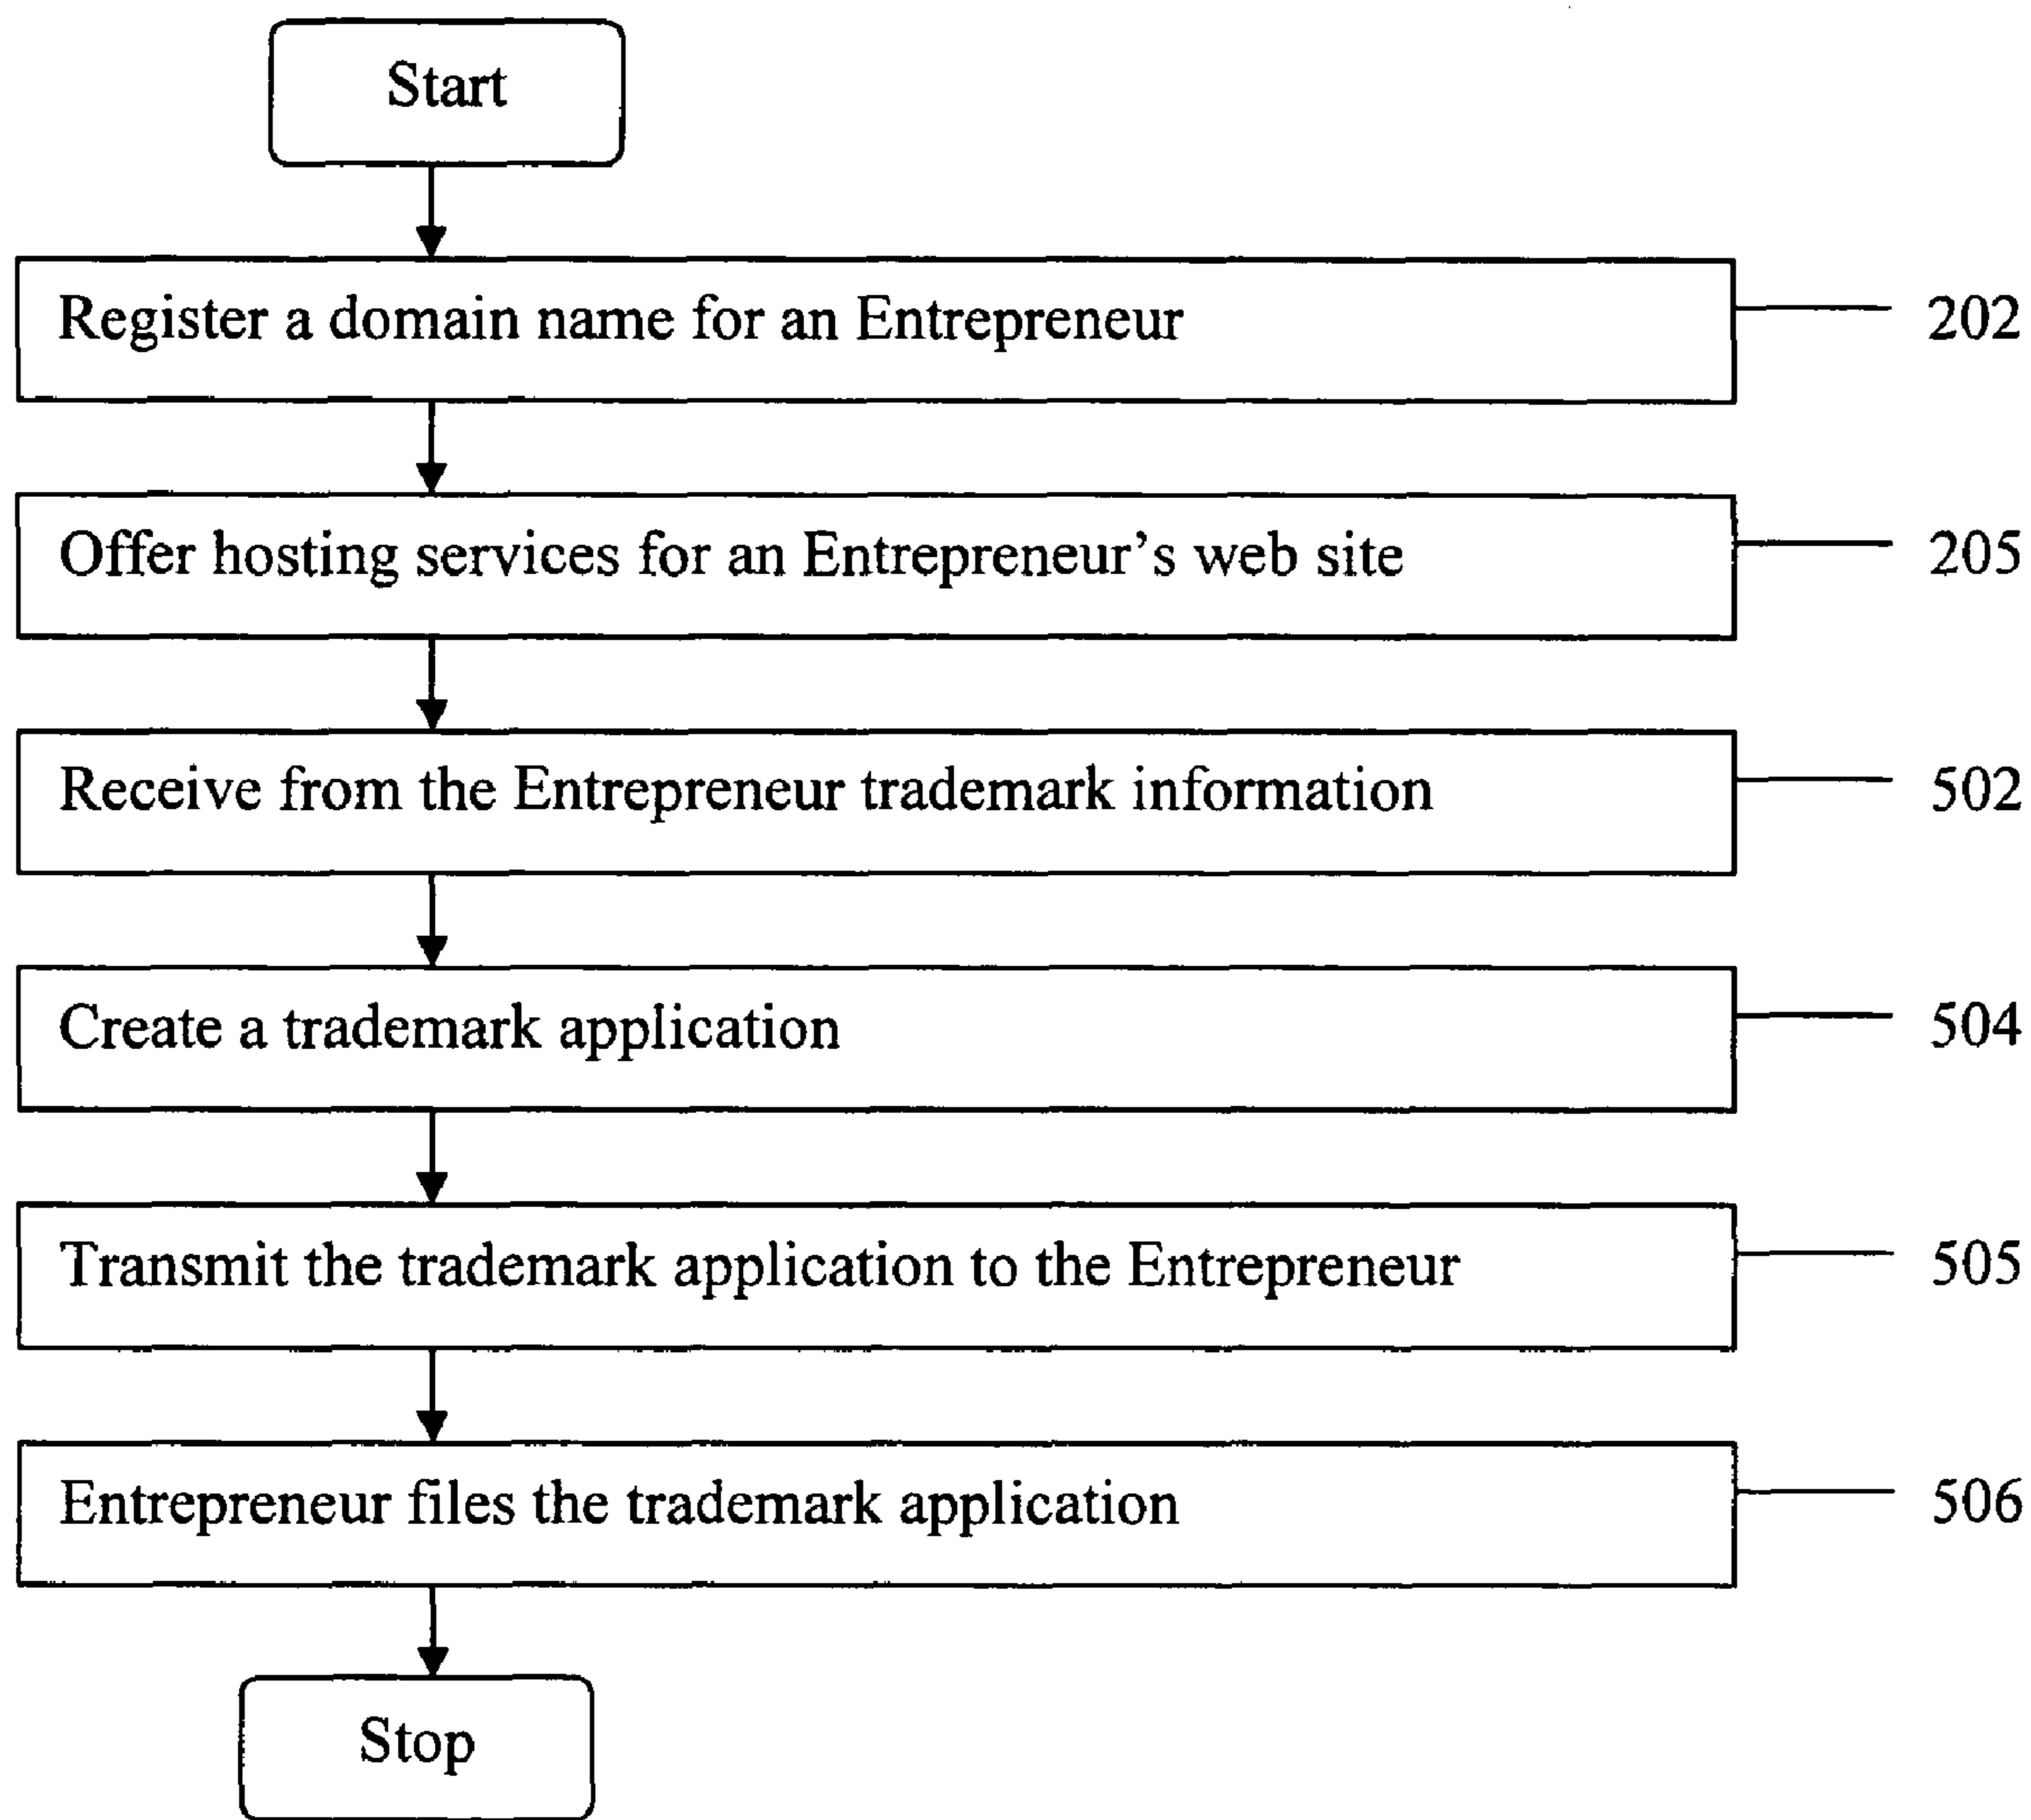 Start
Register a domain name for an Entrepreneur 202
Offer hosting services for an Entrepreneur’s web site 205
Receive from the Entrepreneur trademark information 502
Create a trademark application 504
Transmit the trademark application to the Entrepreneur 505
Entrepreneur files the trademark application 506
Stop